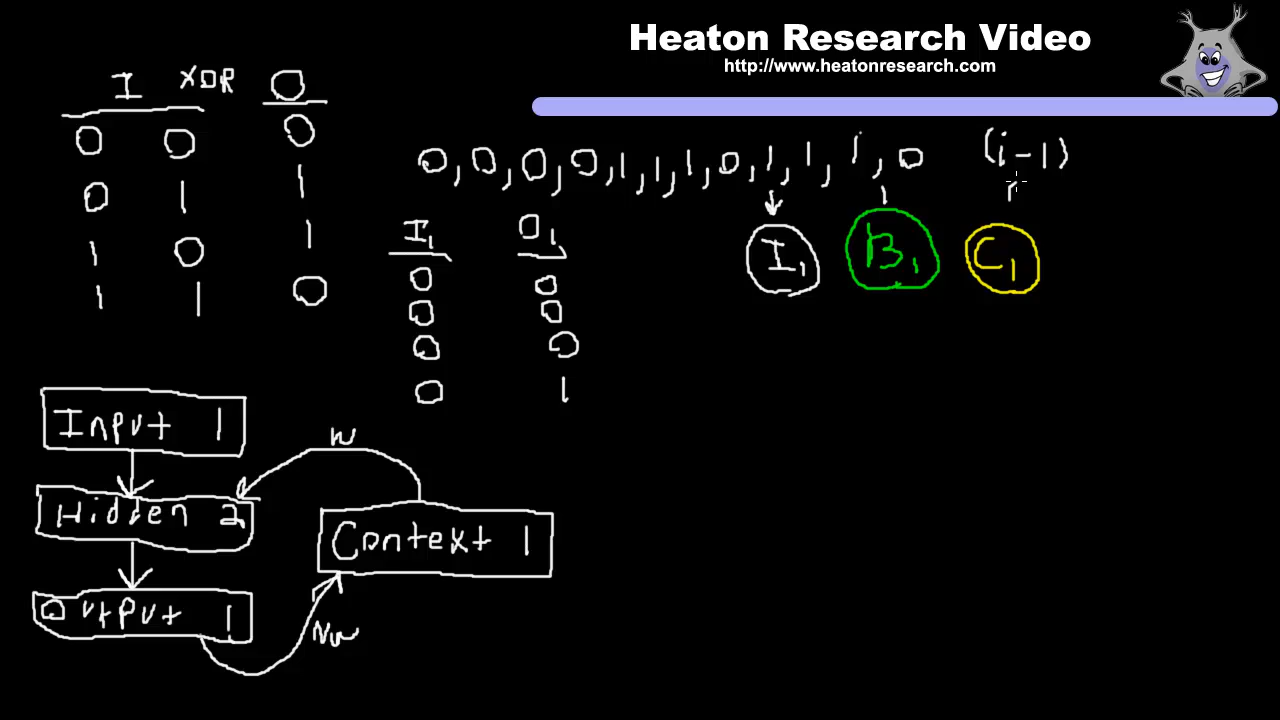 Heaton Research Video
http://www.heatonresearch.com
I XOR O
0 0 0
0 1 1
1 0 1
1 1 0
0, 0, 0, 0, 1, 1, 1, 0, 1, 1, 1, 0
(i-1)
1
I1 O1
0 0
0 0
0 0
0 1
I1 B1 C1
Input 1
Hidden 2
Output 1
Context 1
W
NW